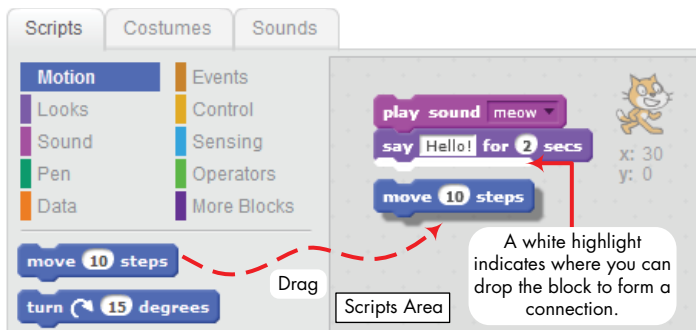 Scripts Costumes Sounds
Motion Events
Looks Control
Sound Sensing
Pen Operators
Data More Blocks
move 10 steps
turn 15 degrees
Drag
play sound meow
say Hello! for 2 secs
move 10 steps
x: 30
y: 0
A white highlight
indicates where you can
drop the block to form a
connection.
Scripts Area